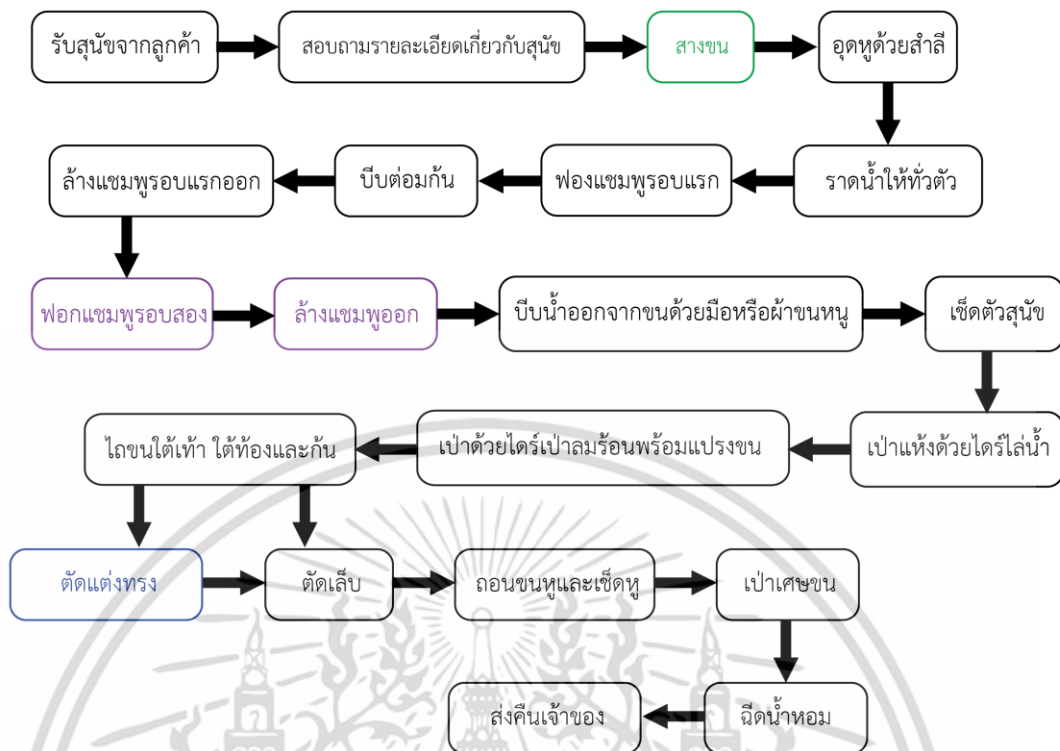 รับสุนัขจากลูกค้า
สอบถามรายละเอียดเกี่ยวกับสุนัข
สางขน
อุดหูด้วยสำลี
ราดน้ำให้ทั่วตัว
ฟองแชมพูรอบแรก
บีบต่อมก้น
ล้างแชมพูรอบแรกออก
ฟอกแชมพูรอบสอง
ล้างแชมพูออก
บีบน้ำออกจากขนด้วยมือหรือผ้าขนหนู
เช็ดตัวสุนัข
เป่าแห้งด้วยไดร์ไล่น้ำ
เป่าด้วยไดร์เป่าลมร้อนพร้อมแปรงขน
ไถขนใต้เท้า ใต้ท้องและก้น
ตัดแต่งทรง
ตัดเล็บ
ถอนขนหูและเช็ดหู
เป่าเศษขน
ฉีดน้ำหอม
ส่งคืนเจ้าของ